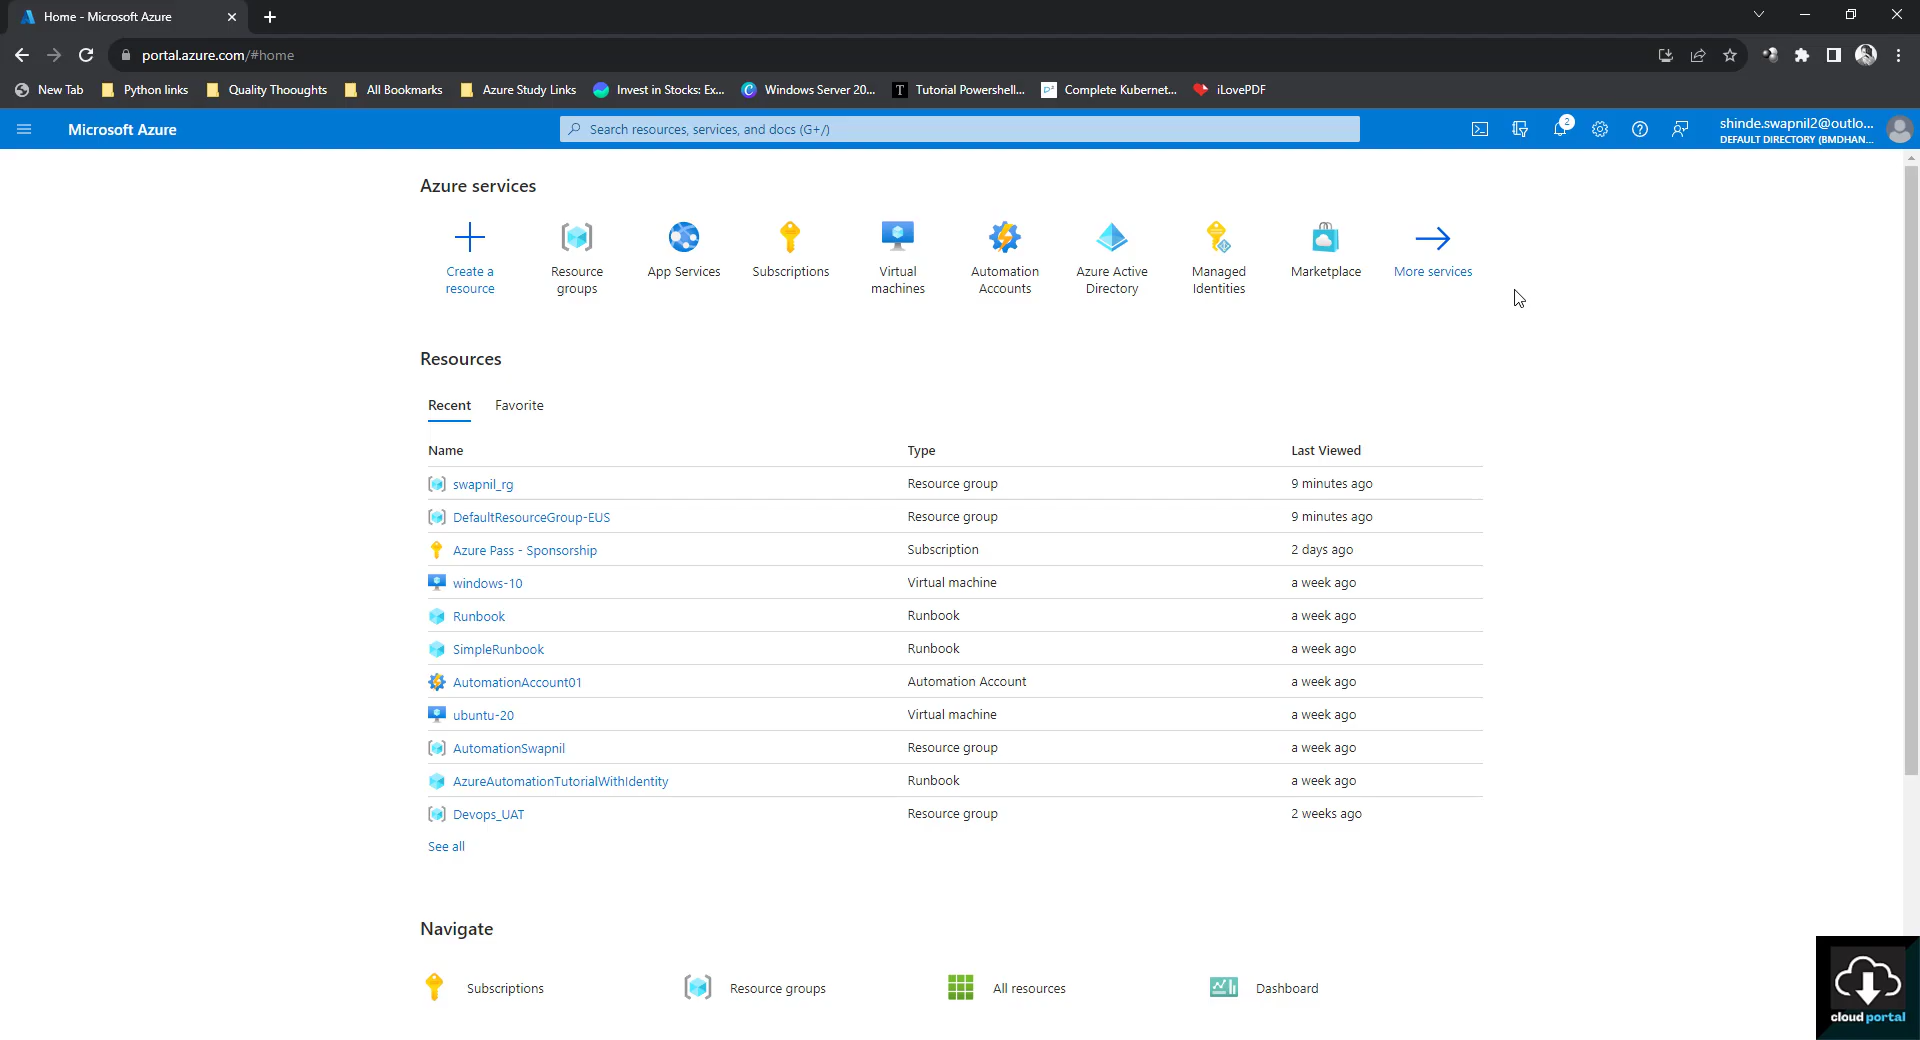 Home - Microsoft Azure
portal.azure.com/#home
New Tab Python links Quality Thooughts All Bookmarks Azure Study Links Invest in Stocks: Ex... Windows Server 20... Tutorial Powershell,... Complete Kubernet... iLovePDF
Microsoft Azure
Search resources, services, and docs (G+/)
2
shinde.swapnil2@outlo...
DEFAULT DIRECTORY (BMDHAN...
Azure services
Create a resource
Resource groups
App Services
Subscriptions
Virtual machines
Automation Accounts
Azure Active Directory
Managed Identities
Marketplace
More services
Resources
Recent Favorite
Name Type Last Viewed
swapnil_rg Resource group 9 minutes ago
DefaultResourceGroup-EUS Resource group 9 minutes ago
Azure Pass - Sponsorship Subscription 2 days ago
windows-10 Virtual machine a week ago
Runbook Runbook a week ago
SimpleRunbook Runbook a week ago
AutomationAccount01 Automation Account a week ago
ubuntu-20 Virtual machine a week ago
AutomationSwapnil Resource group a week ago
AzureAutomationTutorialWithIdentity Runbook a week ago
Devops_UAT Resource group 2 weeks ago
See all
Navigate
Subscriptions Resource groups All resources Dashboard
cloud portal